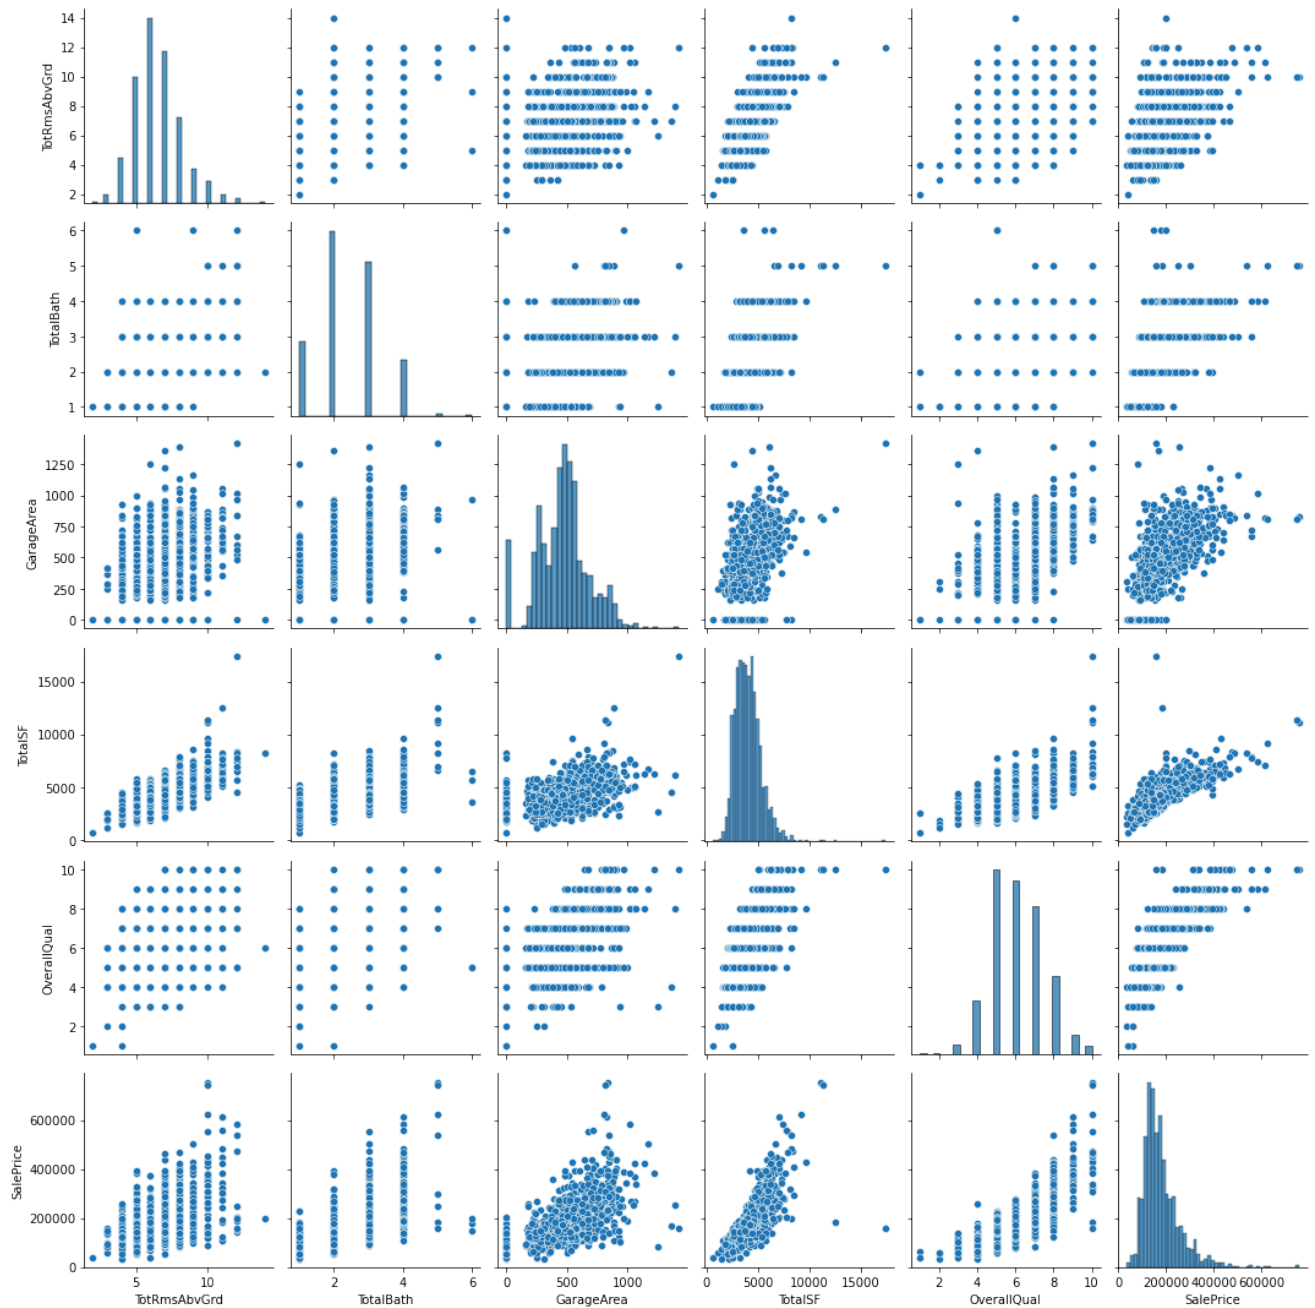 14
12
10
8
6
4
2
TotRmsAbvGrd
6
5
4
3
2
1
TotalBath
1250
1000
750
500
250
0
GarageArea
15000
10000
5000
0
TotalSF
10
8
6
4
2
OverallQual
600000
400000
200000
0
SalePrice
5 10
2 4 6
0 500 1000
0 5000 10000 15000
2 4 6 8 10
0 200000 400000 600000
TotRmsAbvGrd TotalBath GarageArea TotalSF OverallQual SalePrice